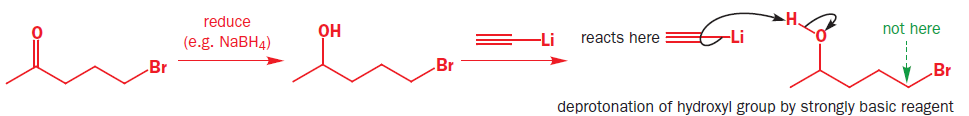 O
Br
reduce
(e.g. NaBH4)
OH
Br
Li
reacts here
Li
H
O
not here
Br
deprotonation of hydroxyl group by strongly basic reagent